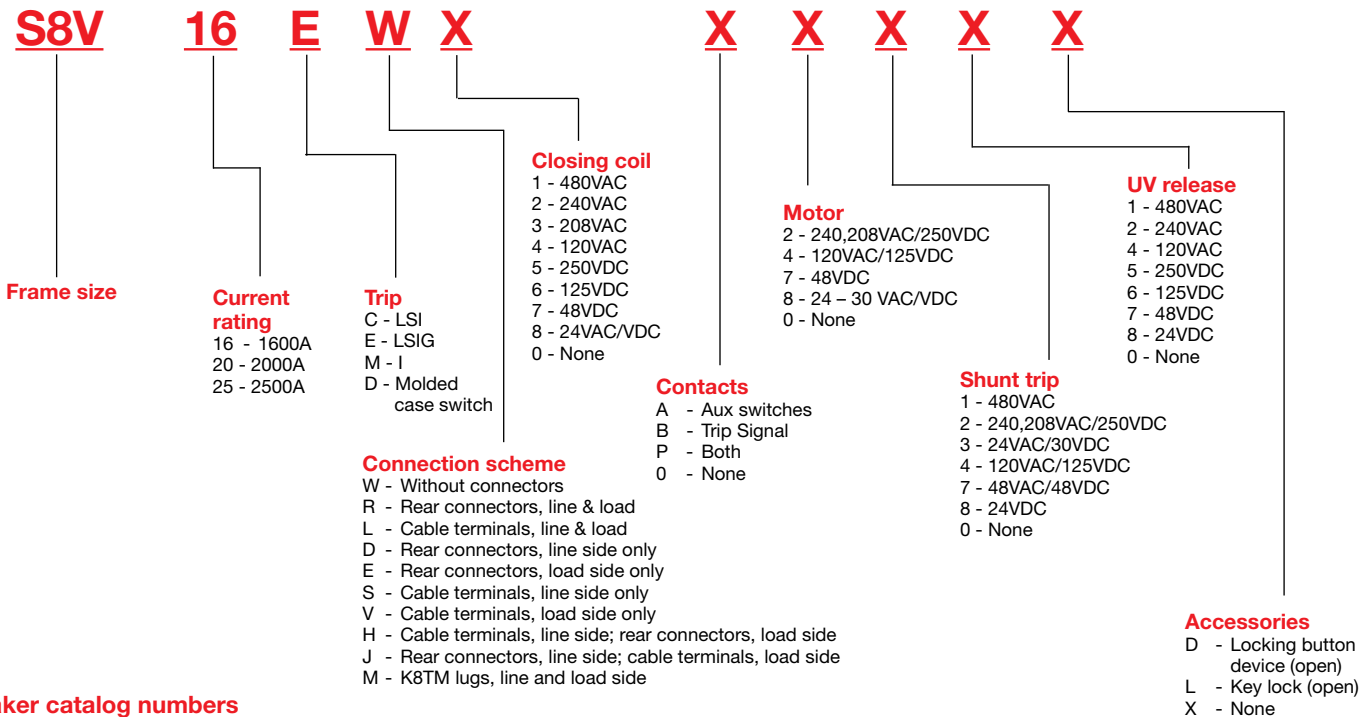 S8V 16 E W X X X X X X
Frame size
Current
rating
16 - 1600A
20 - 2000A
25 - 2500A
Trip
C - LSI
E - LSIG
M - I
D - Molded
case switch
Connection scheme
W - Without connectors
R - Rear connectors, line & load
L - Cable terminals, line & load
D - Rear connectors, line side only
E - Rear connectors, load side only
S - Cable terminals, line side only
V - Cable terminals, load side only
H - Cable terminals, line side; rear connectors, load side
J - Rear connectors, line side; cable terminals, load side
M - K8TM lugs, line and load side
Closing coil
1 - 480VAC
2 - 240VAC
3 - 208VAC
4 - 120VAC
5 - 250VDC
6 - 125VDC
7 - 48VDC
8 - 24VAC/VDC
0 - None
Contacts
A - Aux switches
B - Trip Signal
P - Both
0 - None
Motor
2 - 240,208VAC/250VDC
4 - 120VAC/125VDC
7 - 48VDC
8 - 24 – 30 VAC/VDC
0 - None
Shunt trip
1 - 480VAC
2 - 240,208VAC/250VDC
3 - 24VAC/30VDC
4 - 120VAC/125VDC
7 - 48VAC/48VDC
8 - 24VDC
0 - None
UV release
1 - 480VAC
2 - 240VAC
4 - 120VAC
5 - 250VDC
6 - 125VDC
7 - 48VDC
8 - 24VDC
0 - None
Accessories
D - Locking button
device (open)
L - Key lock (open)
X - None
catalog numbers